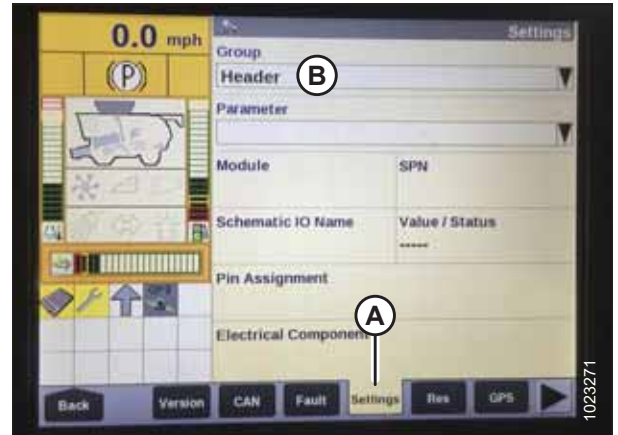 0.0 mph
Settings
(P)
Group
Header
B
Parameter
Module
SPN
Schematic IO Name
Value / Status
-----
Pin Assignment
A
Electrical Component
Back
Version
CAN
Fault
Settings
Res
GPS
1023271